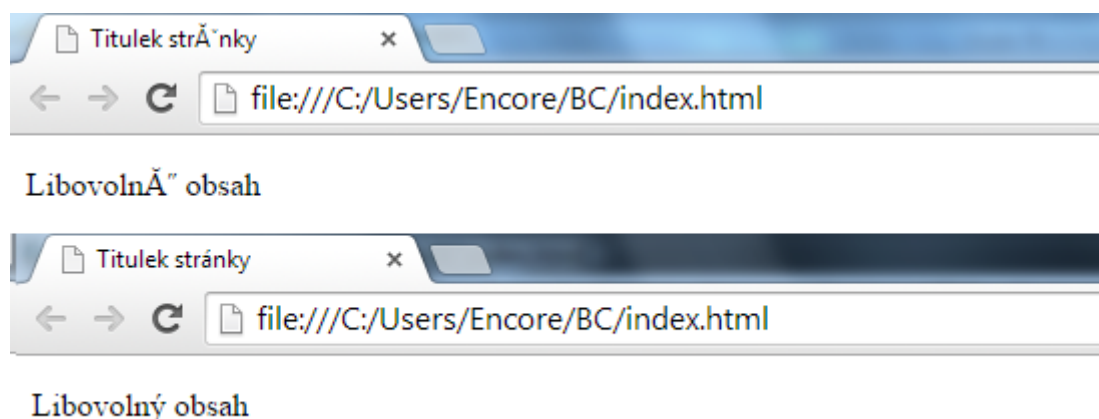 Titulek strĂˇnky
file:///C:/Users/Encore/BC/index.html
LibovolnĂ˝ obsah
Titulek stránky
file:///C:/Users/Encore/BC/index.html
Libovolný obsah